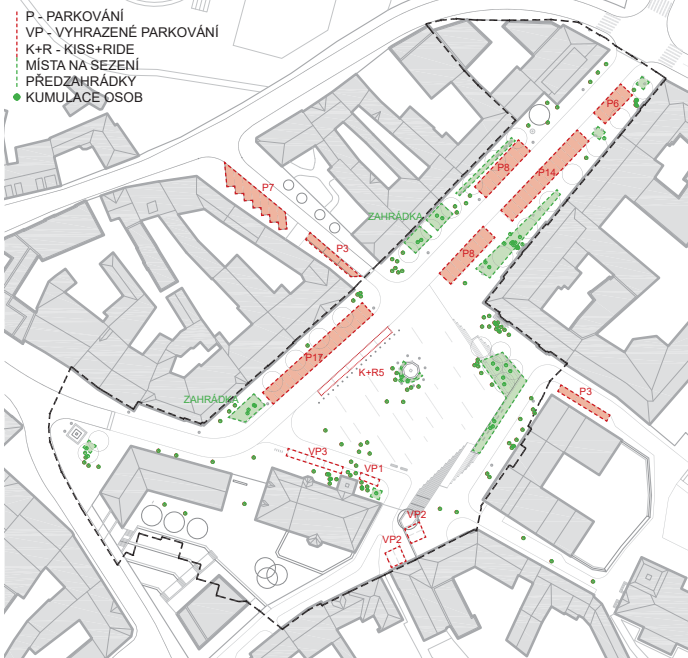 P - PARKOVÁNÍ
VP - VYHRAZENÉ PARKOVÁNÍ
K+R - KISS+RIDE
MÍSTA NA SEZENÍ
PŘEDZAHRÁDKY
KUMULACE OSOB
P6
P8
P14
P7
ZAHRÁDKA
P3
P8
P17
K+R5
P3
ZAHRÁDKA
VP3
VP1
VP2
VP2